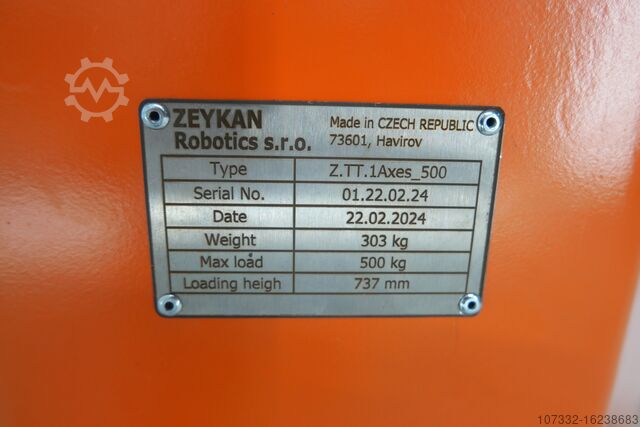 ZEYKAN
Robotics s.r.o.
Made in CZECH REPUBLIC
73601, Havirov
Type Z.TT.1Axes_500
Serial No. 01.22.02.24
Date 22.02.2024
Weight 303 kg
Max load 500 kg
Loading heigh 737 mm
107332-16238683